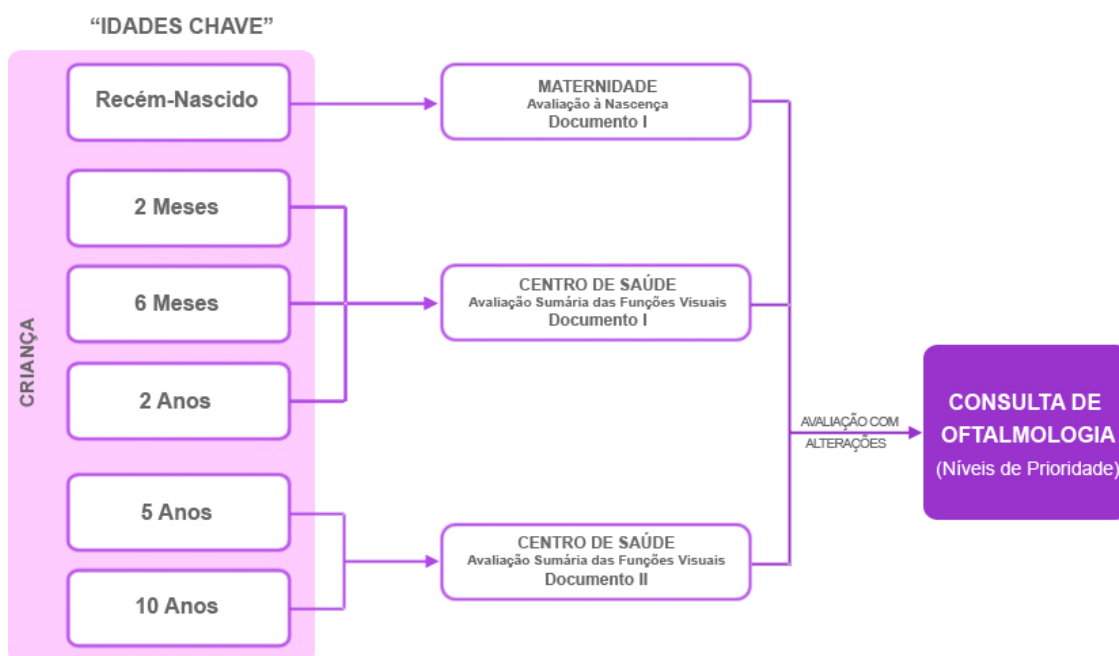 “IDADES CHAVE”
CRIANÇA
Recém-Nascido
2 Meses
6 Meses
2 Anos
5 Anos
10 Anos
MATERNIDADE
Avaliação à Nascença
Documento I
CENTRO DE SAÚDE
Avaliação Sumária das Funções Visuais
Documento I
CENTRO DE SAÚDE
Avaliação Sumária das Funções Visuais
Documento II
AVALIAÇÃO COM
ALTERAÇÕES
CONSULTA DE
OFTALMOLOGIA
(Níveis de Prioridade)